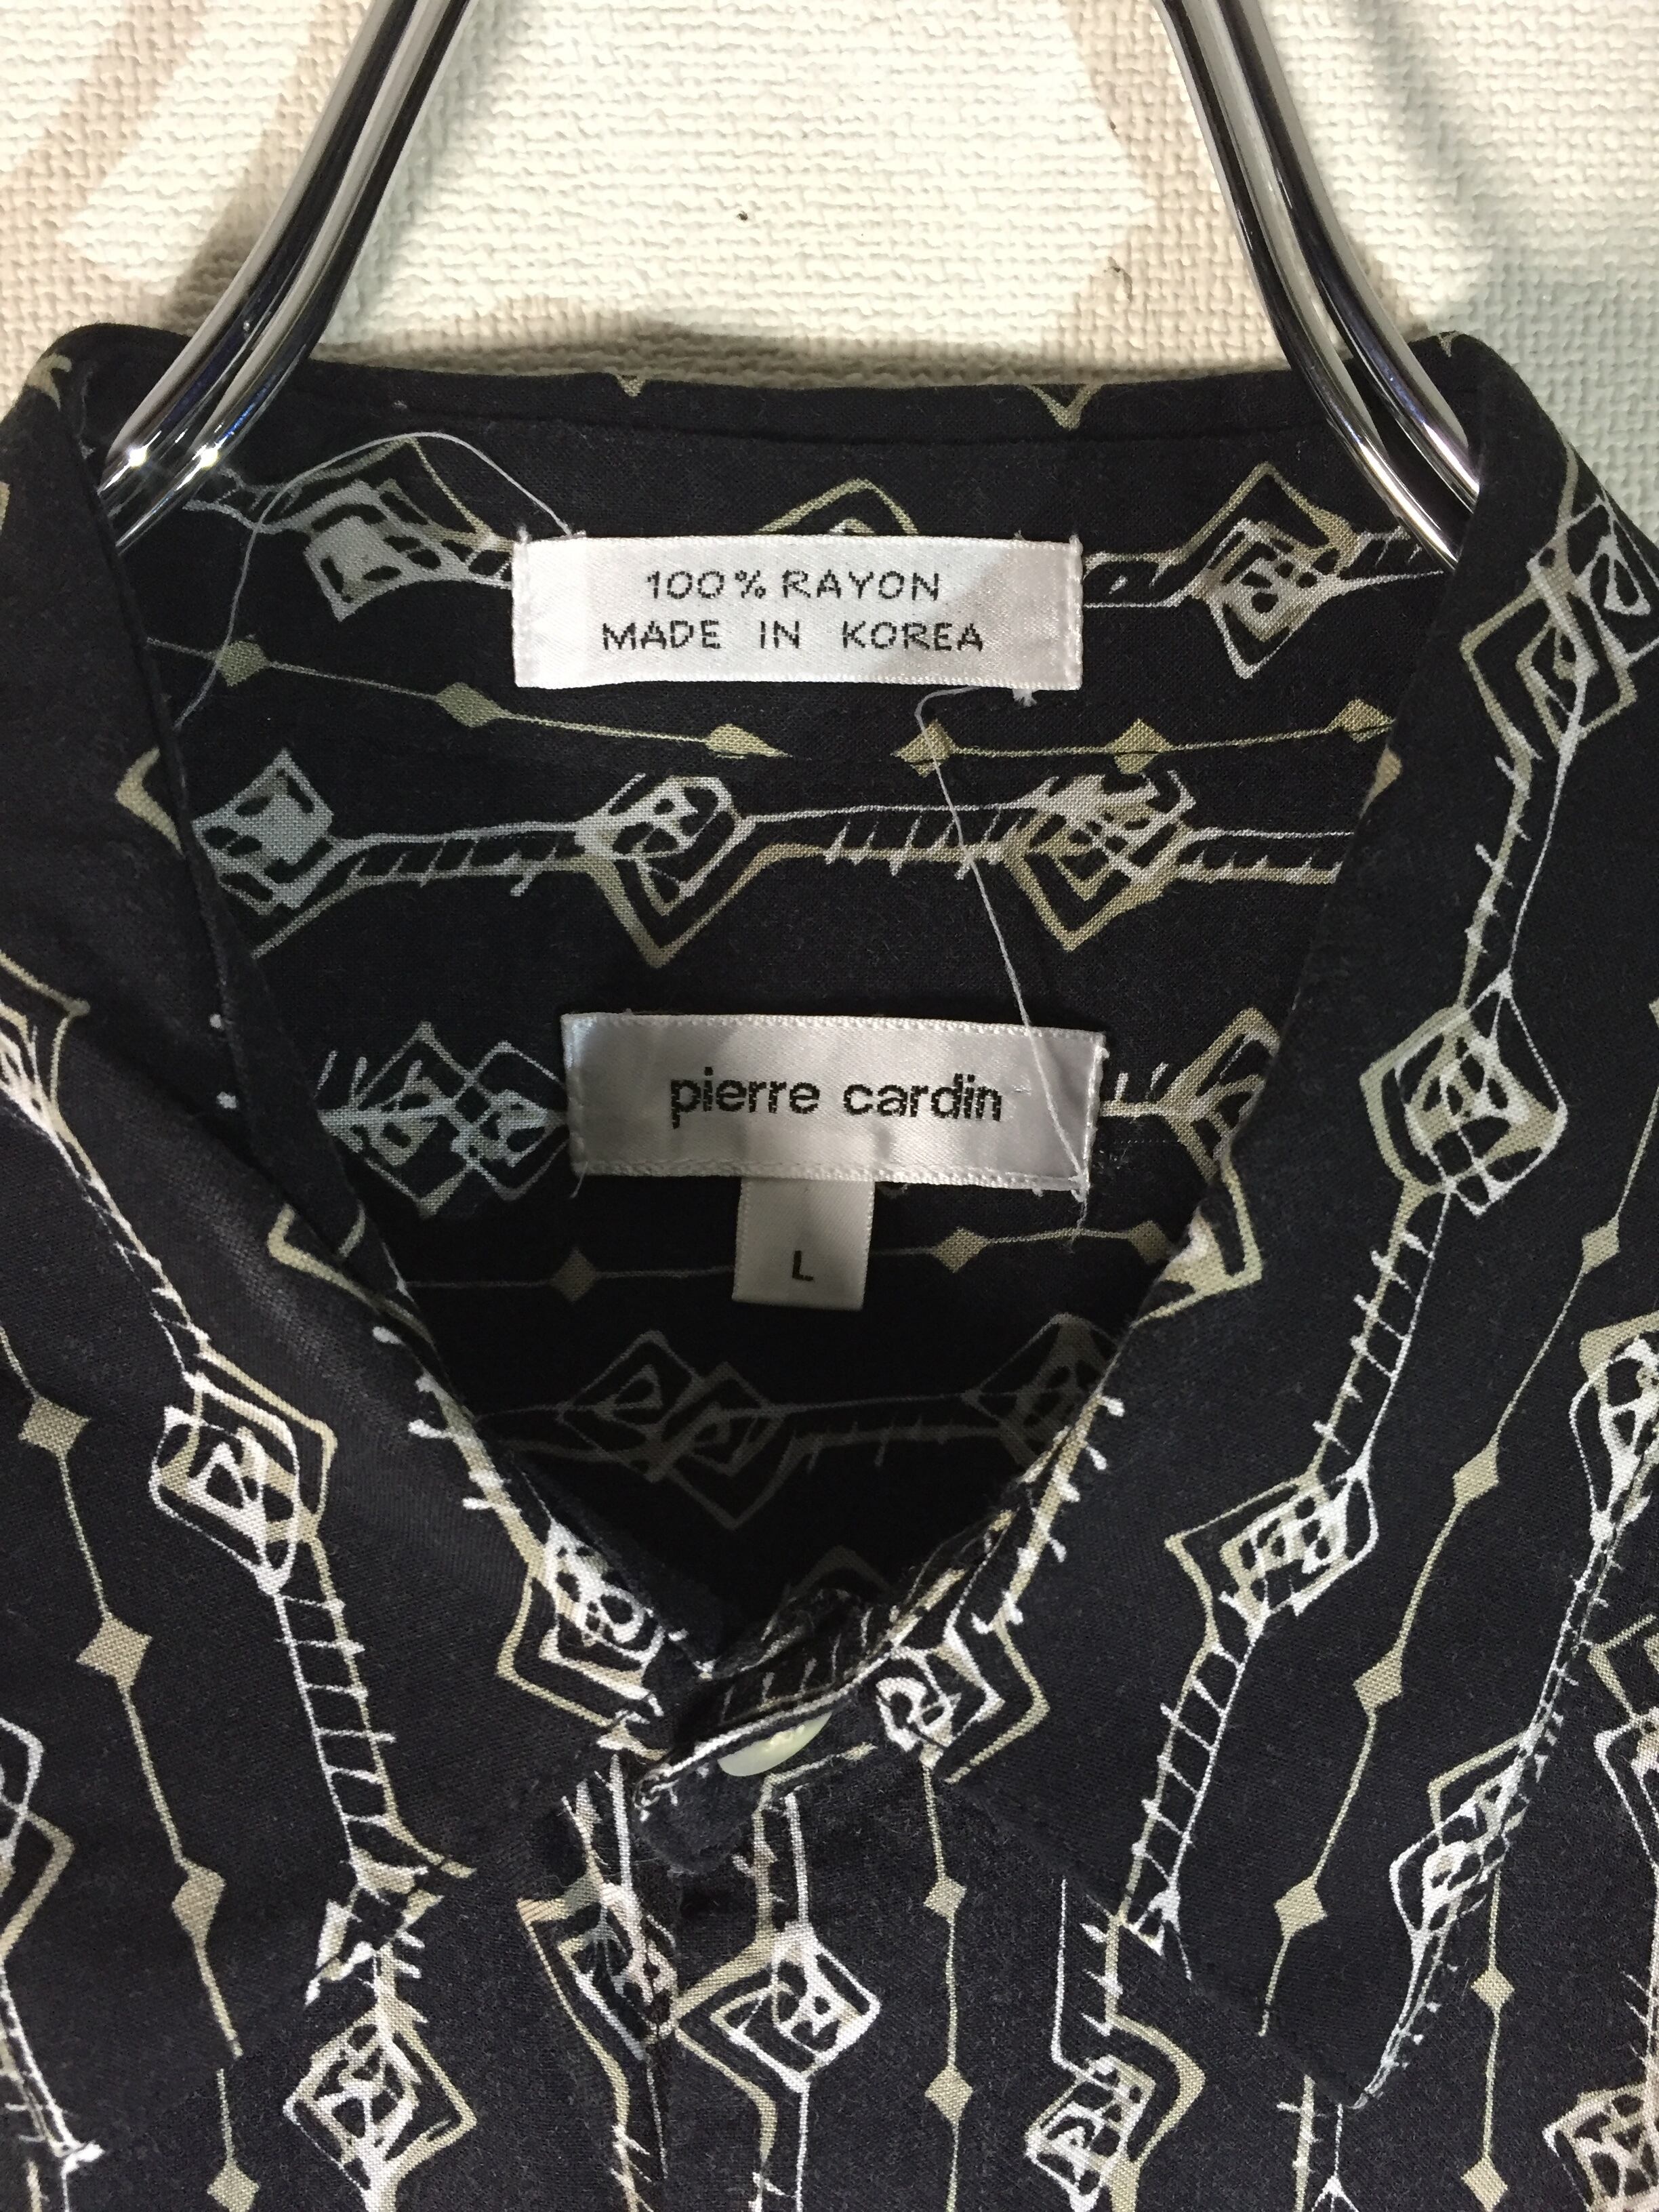 100% RAYON
MADE IN KOREA
pierre cardin
L